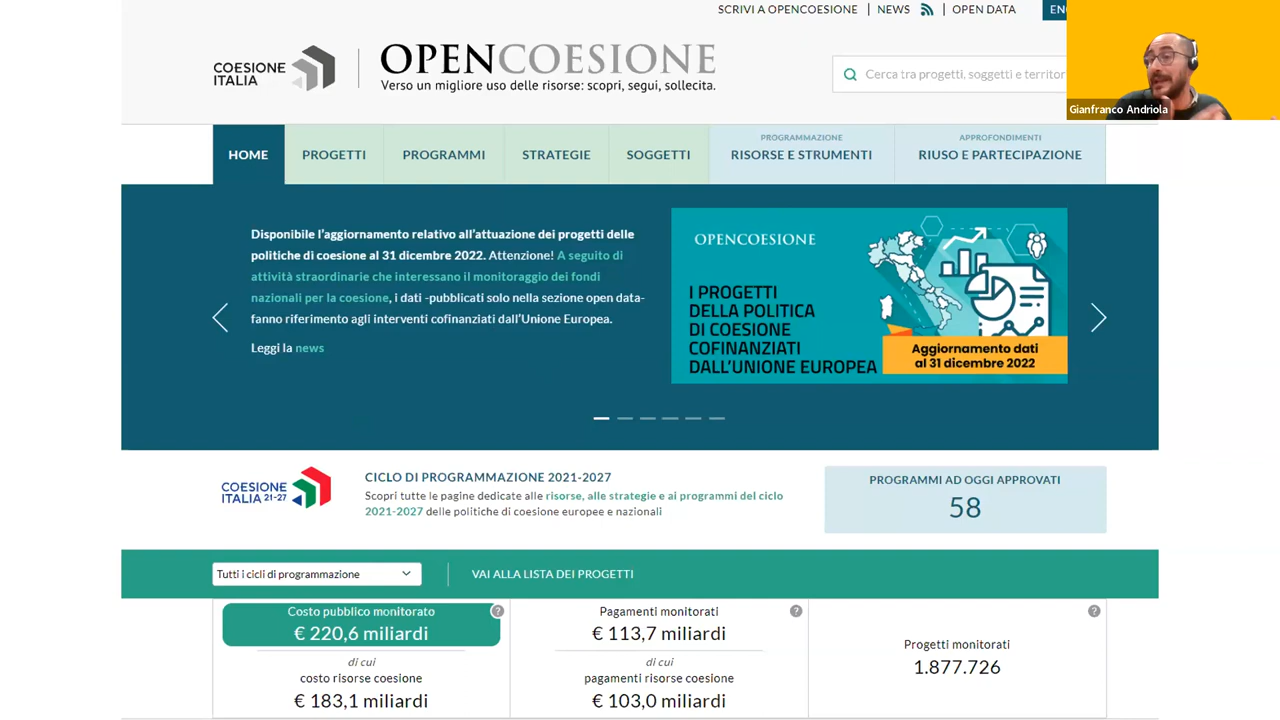 SCRIVI A OPENCOESIONE | NEWS | OPEN DATA
COESIONE
ITALIA
OPENCOESIONE
Verso un migliore uso delle risorse: scopri, segui, sollecita.
Cerca tra progetti, soggetti e territor
Gianfranco Andriola
HOME
PROGETTI
PROGRAMMI
STRATEGIE
SOGGETTI
PROGRAMMAZIONE
RISORSE E STRUMENTI
APPROFONDIMENTI
RIUSO E PARTECIPAZIONE
Disponibile l'aggiornamento relativo all'attuazione dei progetti delle
politiche di coesione al 31 dicembre 2022. Attenzione! A seguito di
attività straordinarie che interessano il monitoraggio dei fondi
nazionali per la coesione, i dati -pubblicati solo nella sezione open data-
fanno riferimento agli interventi cofinanziati dall'Unione Europea.
Leggi la news
OPENCOESIONE
I PROGETTI
DELLA POLITICA
DI COESIONE
COFINANZIATI
DALL'UNIONE EUROPEA
Aggiornamento dati
al 31 dicembre 2022
COESIONE
ITALIA 21-27
CICLO DI PROGRAMMAZIONE 2021-2027
Scopri tutte le pagine dedicate alle risorse, alle strategie e ai programmi del ciclo
2021-2027 delle politiche di coesione europee e nazionali
PROGRAMMI AD OGGI APPROVATI
58
Tutti i cicli di programmazione
VAI ALLA LISTA DEI PROGETTI
Costo pubblico monitorato ?
€ 220,6 miliardi
di cui
costo risorse coesione
€ 183,1 miliardi
Pagamenti monitorati ?
€ 113,7 miliardi
di cui
pagamenti risorse coesione
€ 103,0 miliardi
?
Progetti monitorati
1.877.726